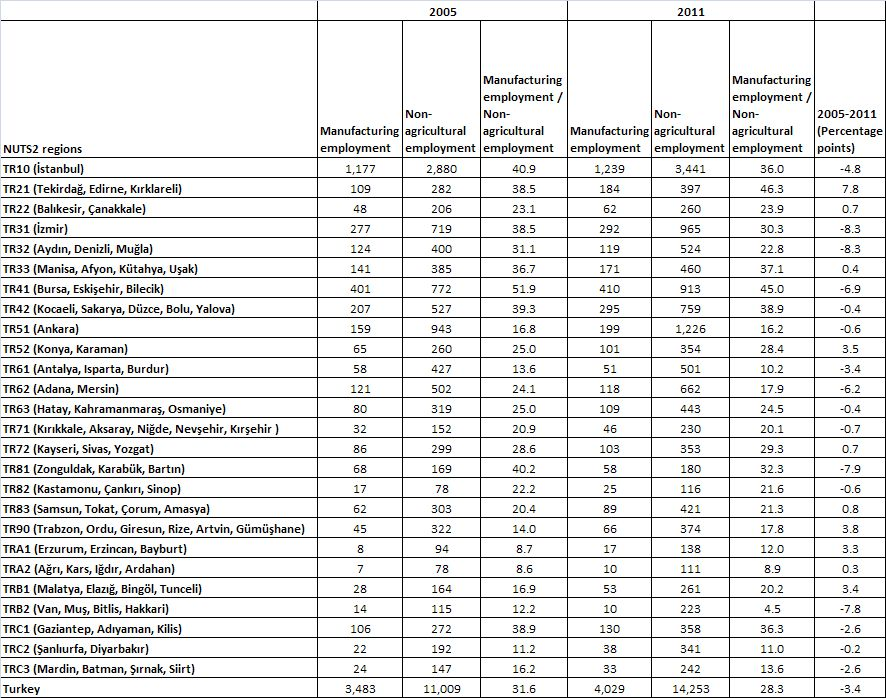 2005 2011
NUTS2 regions Manufacturing employment Non-agricultural employment Manufacturing employment / Non-agricultural employment Manufacturing employment Non-agricultural employment Manufacturing employment / Non-agricultural employment 2005-2011 (Percentage points)
TR10 (İstanbul) 1,177 2,880 40.9 1,239 3,441 36.0 -4.8
TR21 (Tekirdağ, Edirne, Kırklareli) 109 282 38.5 184 397 46.3 7.8
TR22 (Balıkesir, Çanakkale) 48 206 23.1 62 260 23.9 0.7
TR31 (İzmir) 277 719 38.5 292 965 30.3 -8.3
TR32 (Aydın, Denizli, Muğla) 124 400 31.1 119 524 22.8 -8.3
TR33 (Manisa, Afyon, Kütahya, Uşak) 141 385 36.7 171 460 37.1 0.4
TR41 (Bursa, Eskişehir, Bilecik) 401 772 51.9 410 913 45.0 -6.9
TR42 (Kocaeli, Sakarya, Düzce, Bolu, Yalova) 207 527 39.3 295 759 38.9 -0.4
TR51 (Ankara) 159 943 16.8 199 1,226 16.2 -0.6
TR52 (Konya, Karaman) 65 260 25.0 101 354 28.4 3.5
TR61 (Antalya, Isparta, Burdur) 58 427 13.6 51 501 10.2 -3.4
TR62 (Adana, Mersin) 121 502 24.1 118 662 17.9 -6.2
TR63 (Hatay, Kahramanmaraş, Osmaniye) 80 319 25.0 109 443 24.5 -0.4
TR71 (Kırıkkale, Aksaray, Niğde, Nevşehir, Kırşehir ) 32 152 20.9 46 230 20.1 -0.7
TR72 (Kayseri, Sivas, Yozgat) 86 299 28.6 103 353 29.3 0.7
TR81 (Zonguldak, Karabük, Bartın) 68 169 40.2 58 180 32.3 -7.9
TR82 (Kastamonu, Çankırı, Sinop) 17 78 22.2 25 116 21.6 -0.6
TR83 (Samsun, Tokat, Çorum, Amasya) 62 303 20.4 89 421 21.3 0.8
TR90 (Trabzon, Ordu, Giresun, Rize, Artvin, Gümüşhane) 45 322 14.0 66 374 17.8 3.8
TRA1 (Erzurum, Erzincan, Bayburt) 8 94 8.7 17 138 12.0 3.3
TRA2 (Ağrı, Kars, Iğdır, Ardahan) 7 78 8.6 10 111 8.9 0.3
TRB1 (Malatya, Elazığ, Bingöl, Tunceli) 28 164 16.9 53 261 20.2 3.4
TRB2 (Van, Muş, Bitlis, Hakkari) 14 115 12.2 10 223 4.5 -7.8
TRC1 (Gaziantep, Adıyaman, Kilis) 106 272 38.9 130 358 36.3 -2.6
TRC2 (Şanlıurfa, Diyarbakır) 22 192 11.2 38 341 11.0 -0.2
TRC3 (Mardin, Batman, Şırnak, Siirt) 24 147 16.2 33 242 13.6 -2.6
Turkey 3,483 11,009 31.6 4,029 14,253 28.3 -3.4